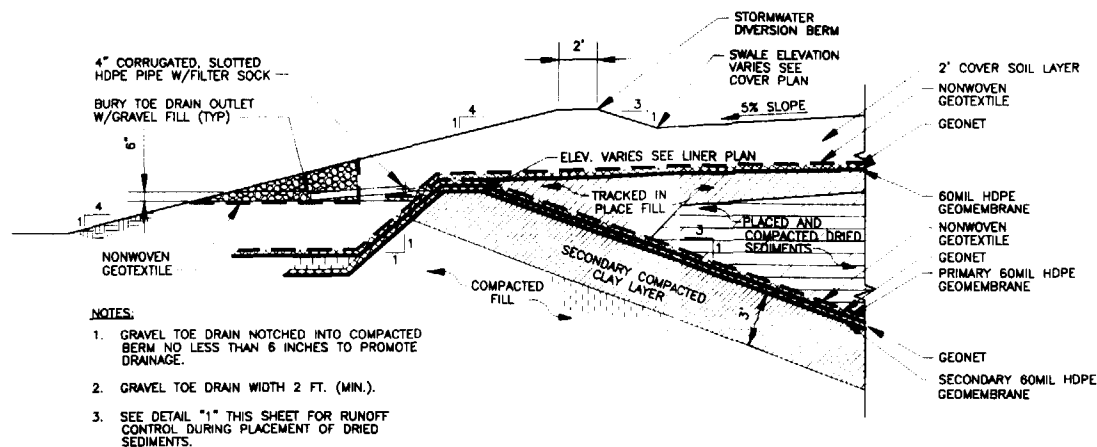 STORMWATER
DIVERSION BERM
2'
SWALE ELEVATION
VARIES SEE
COVER PLAN
4" CORRUGATED, SLOTTED
HDPE PIPE W/FILTER SOCK
BURY TOE DRAIN OUTLET
W/GRAVEL FILL (TYP)
6"
4
1
3
1
5% SLOPE
2' COVER SOIL LAYER
NONWOVEN
GEOTEXTILE
GEONET
ELEV. VARIES SEE LINER PLAN
TRACKED IN
PLACE FILL
60MIL HDPE
GEOMEMBRANE
4
1
NONWOVEN
GEOTEXTILE
1
1
3
1
PLACED AND
COMPACTED DRIED
SEDIMENTS
NONWOVEN
GEOTEXTILE
GEONET
PRIMARY 60MIL HDPE
GEOMEMBRANE
SECONDARY COMPACTED
CLAY LAYER
COMPACTED
FILL
3'
GEONET
SECONDARY 60MIL HDPE
GEOMEMBRANE
NOTES:
1. GRAVEL TOE DRAIN NOTCHED INTO COMPACTED
BERM NO LESS THAN 6 INCHES TO PROMOTE
DRAINAGE.
2. GRAVEL TOE DRAIN WIDTH 2 FT. (MIN.).
3. SEE DETAIL "1" THIS SHEET FOR RUNOFF
CONTROL DURING PLACEMENT OF DRIED
SEDIMENTS.